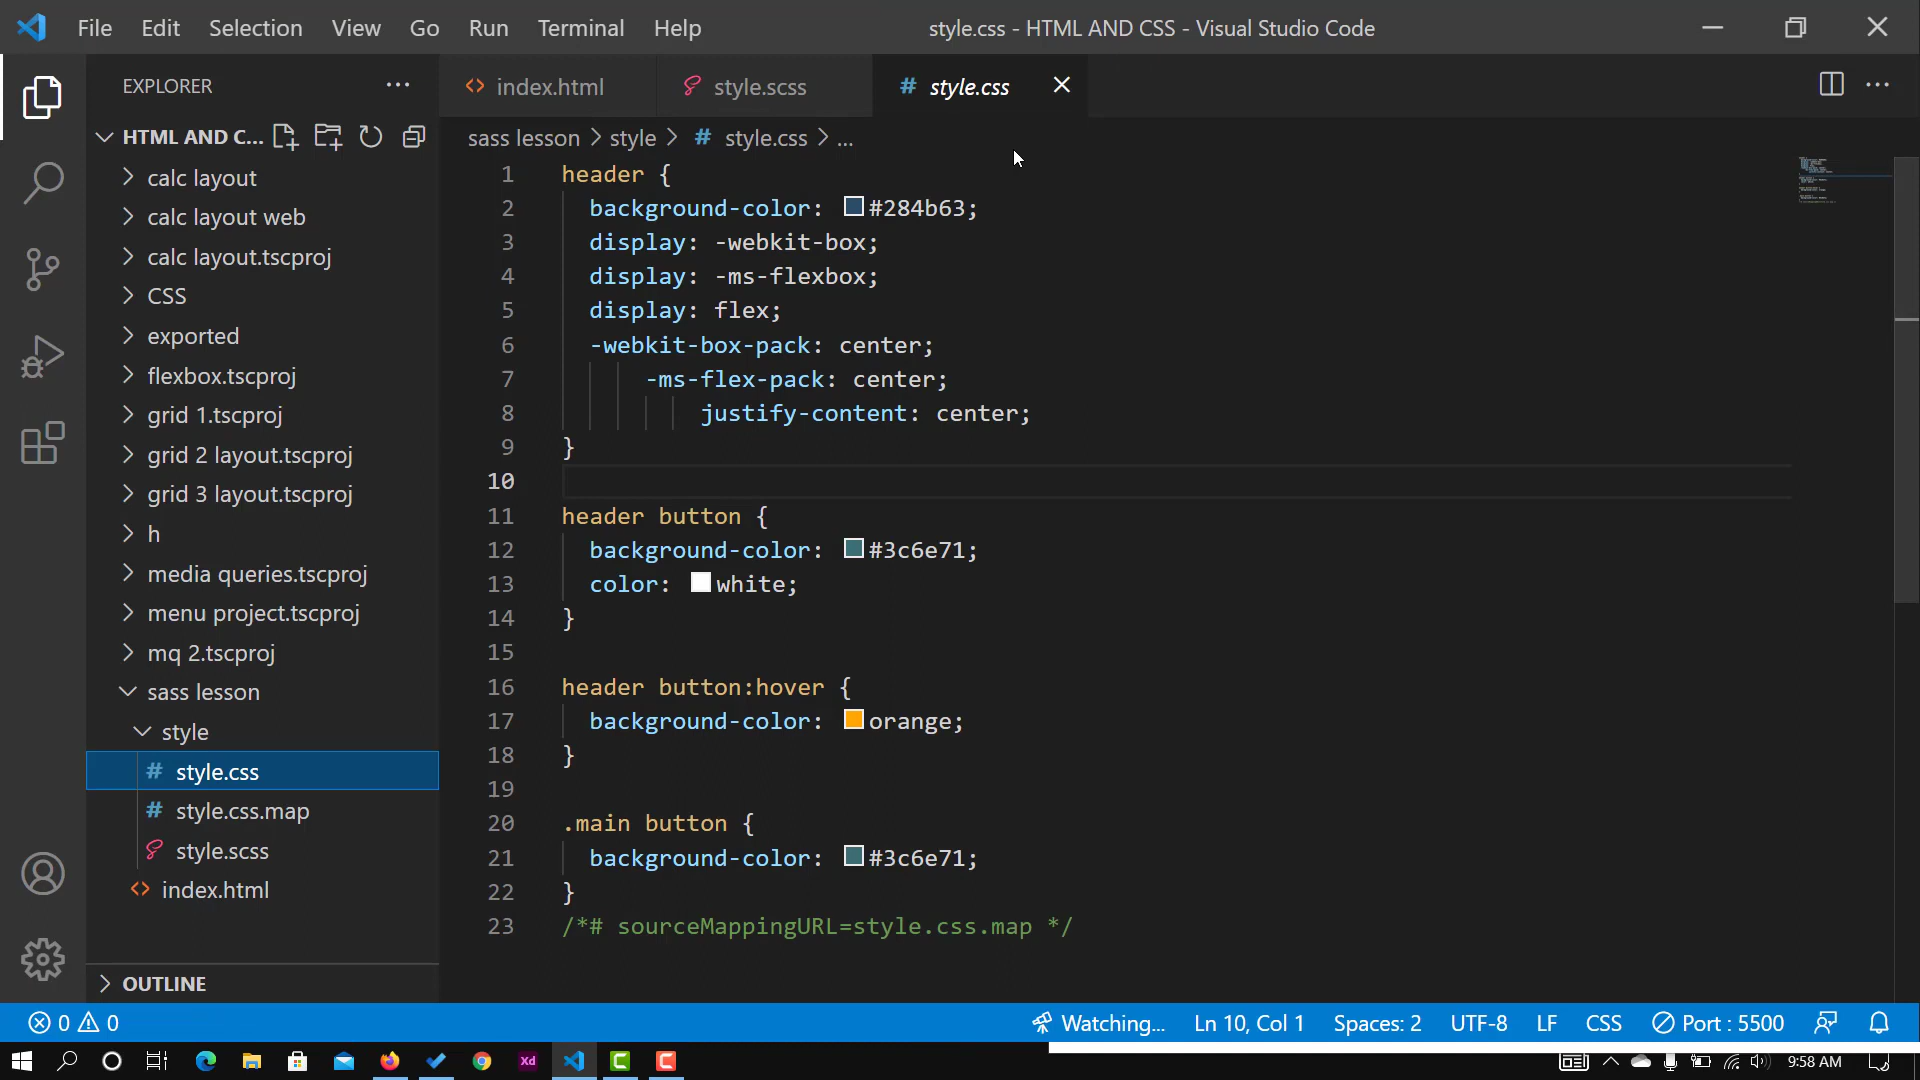 File Edit Selection View Go Run Terminal Help
style.css - HTML AND CSS - Visual Studio Code
EXPLORER
HTML AND C...
calc layout
calc layout web
calc layout.tscproj
CSS
exported
flexbox.tscproj
grid 1.tscproj
grid 2 layout.tscproj
grid 3 layout.tscproj
h
media queries.tscproj
menu project.tscproj
mq 2.tscproj
sass lesson
style
# style.css
# style.css.map
style.scss
<> index.html
OUTLINE
<> index.html
style.scss
# style.css
sass lesson > style > # style.css > ...
1 header {
2 background-color: #284b63;
3 display: -webkit-box;
4 display: -ms-flexbox;
5 display: flex;
6 -webkit-box-pack: center;
7 -ms-flex-pack: center;
8 justify-content: center;
9 }
10
11 header button {
12 background-color: #3c6e71;
13 color: white;
14 }
15
16 header button:hover {
17 background-color: orange;
18 }
19
20 .main button {
21 background-color: #3c6e71;
22 }
23 /*# sourceMappingURL=style.css.map */
0 0
Watching... Ln 10, Col 1 Spaces: 2 UTF-8 LF CSS Port : 5500
Xd
9:58 AM